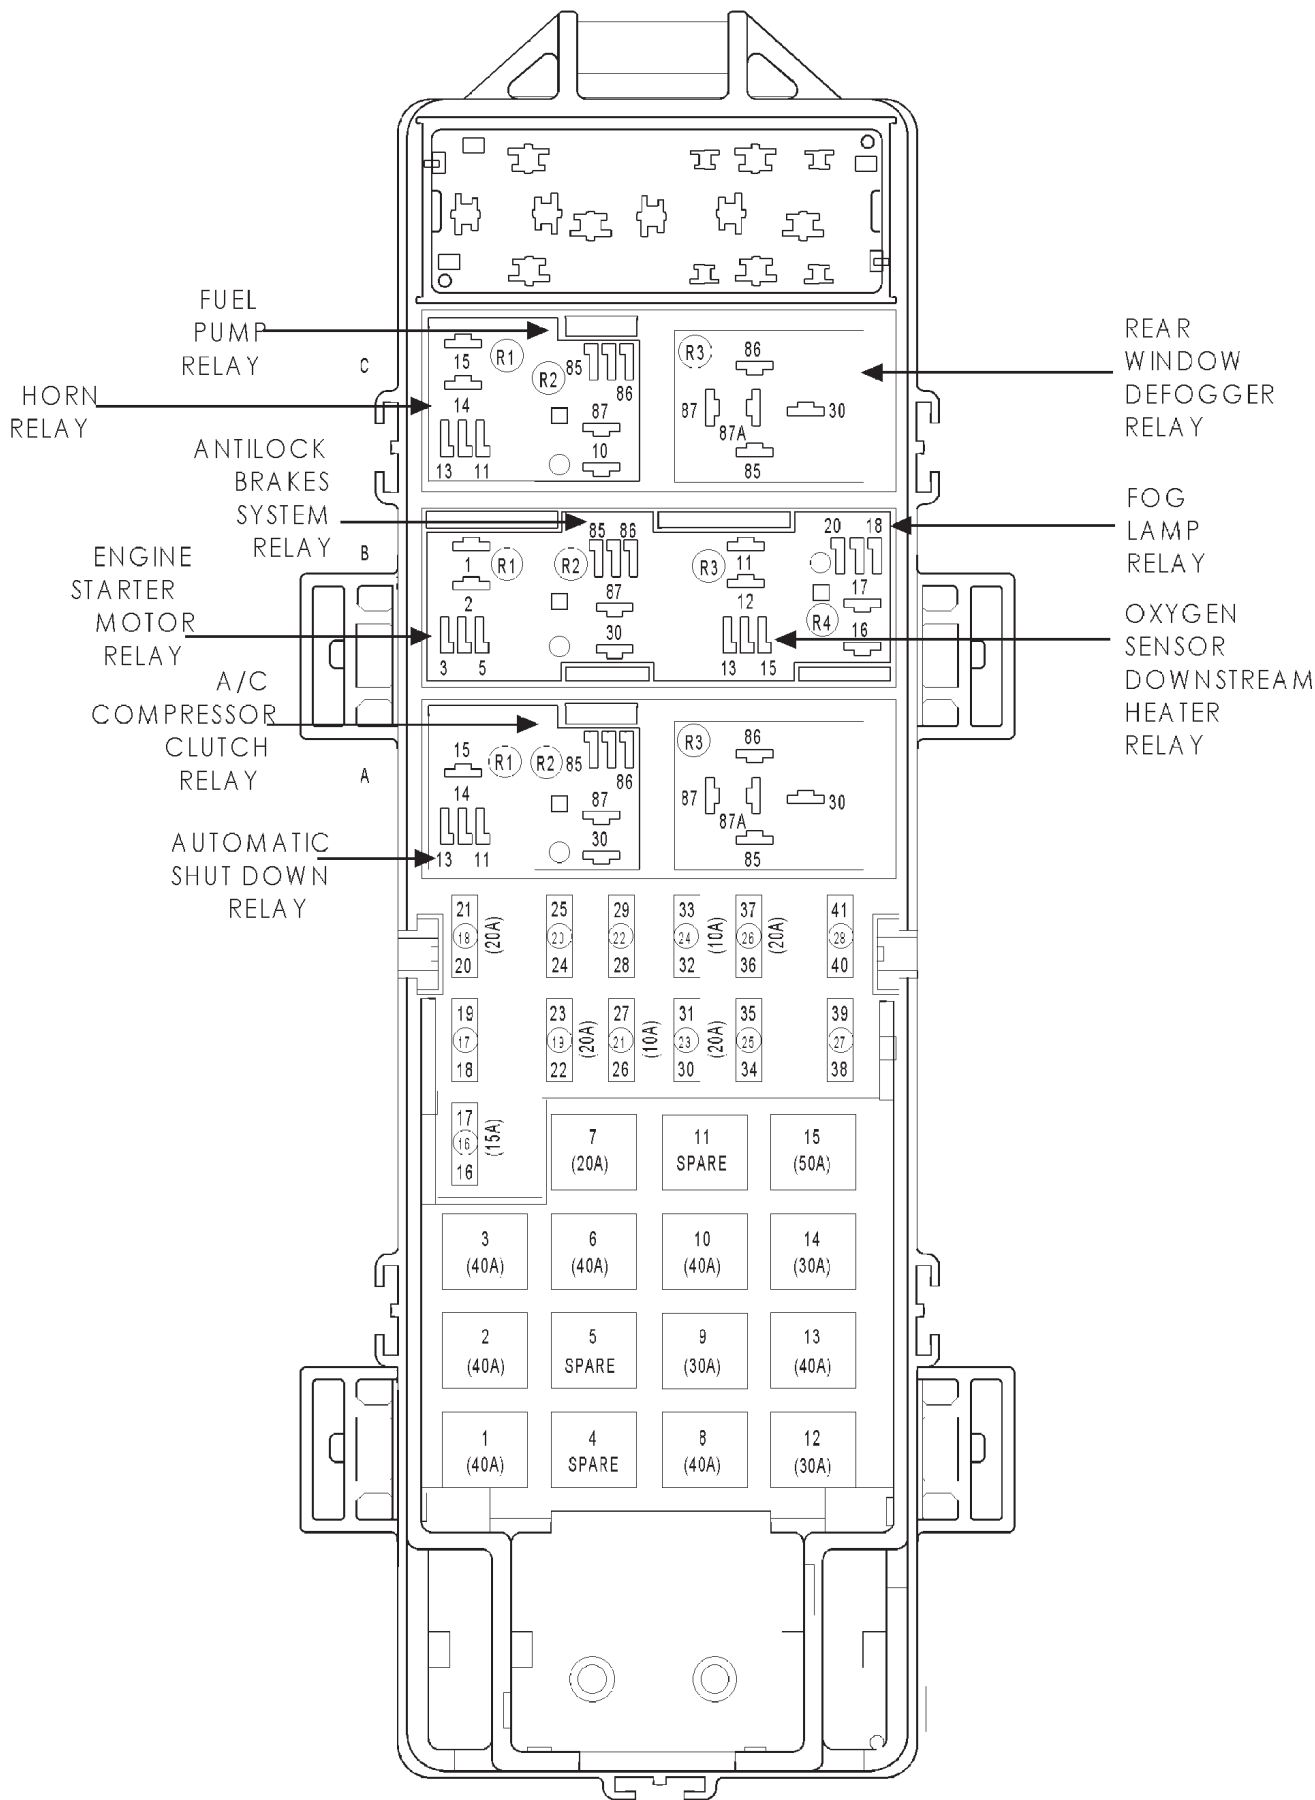 FUEL
PUMP
RELAY
HORN
RELAY
ANTILOCK
BRAKES
SYSTEM
RELAY
ENGINE
STARTER
MOTOR
RELAY
A/C
COMPRESSOR
CLUTCH
RELAY
AUTOMATIC
SHUT DOWN
RELAY
REAR
WINDOW
DEFOGGER
RELAY
FOG
LAMP
RELAY
OXYGEN
SENSOR
DOWNSTREAM
HEATER
RELAY
C
15 R1 85 R2 86
14 87
13 11 10
R3 86
87 87A 30
85
B
1 R1 R2 85 86
2 87
3 5 30
R3 11 20 18
12 17
R4 16
13 15
A
15 R1 R2 85 86
14 87
13 11 30
R3 86
87 87A 30
85
21 25 29 33 37 41
18 (20A) 20 22 24 (10A) 26 (20A) 28
20 24 28 32 36 40
19 23 27 31 35 39
17 19 (20A) 21 (10A) 23 (20A) 25 27
18 22 26 30 34 38
17
16 (15A)
16
7 11 15
(20A) SPARE (50A)
3 6 10 14
(40A) (40A) (40A) (30A)
2 5 9 13
(40A) SPARE (30A) (40A)
1 4 8 12
(40A) SPARE (40A) (30A)